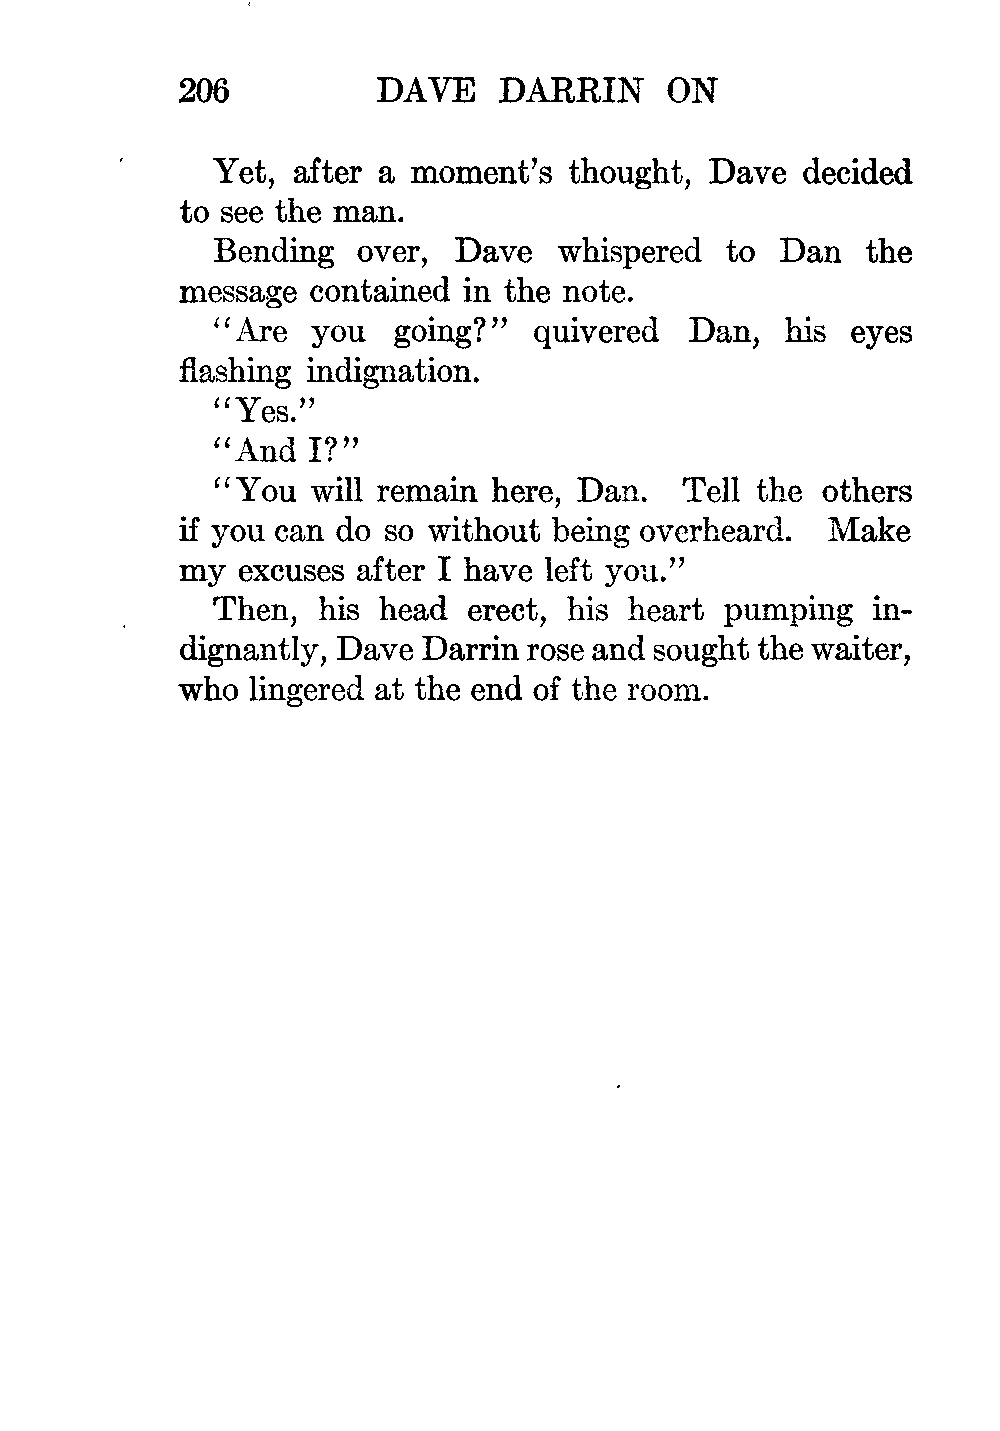 206 DAVE DARRIN ON
Yet, after a moment's thought, Dave decided
to see the man.
Bending over, Dave whispered to Dan the
message contained in the note.
"Are you going?" quivered Dan, his eyes
flashing indignation.
"Yes."
"And I?"
"You will remain here, Dan. Tell the others
if you can do so without being overheard. Make
my excuses after I have left you."
Then, his head erect, his heart pumping in-
dignantly, Dave Darrin rose and sought the waiter,
who lingered at the end of the room.